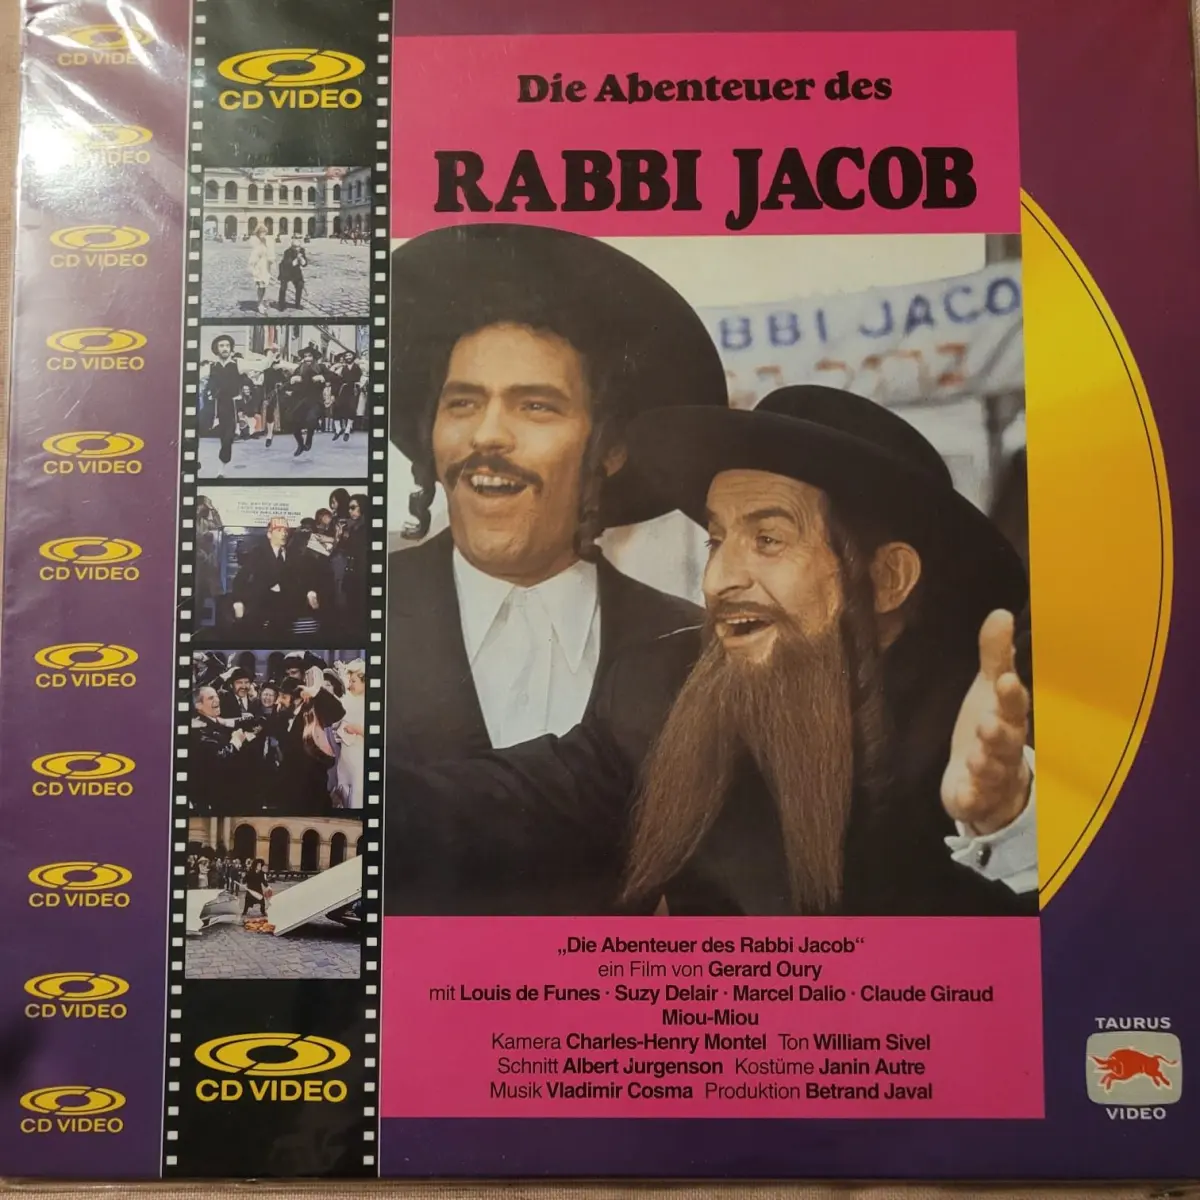 CD VIDEO
CD VIDEO
CD VIDEO
CD VIDEO
CD VIDEO
CD VIDEO
CD VIDEO
CD VIDEO
CD VIDEO
CD VIDEO
CD VIDEO
CD VIDEO
CD VIDEO
Die Abenteuer des
RABBI JACOB
BBI JACO
„Die Abenteuer des Rabbi Jacob“
ein Film von Gerard Oury
mit Louis de Funes · Suzy Delair · Marcel Dalio · Claude Giraud
Miou-Miou
Kamera Charles-Henry Montel Ton William Sivel
Schnitt Albert Jurgenson Kostüme Janin Autre
Musik Vladimir Cosma Produktion Betrand Javal
TAURUS
VIDEO